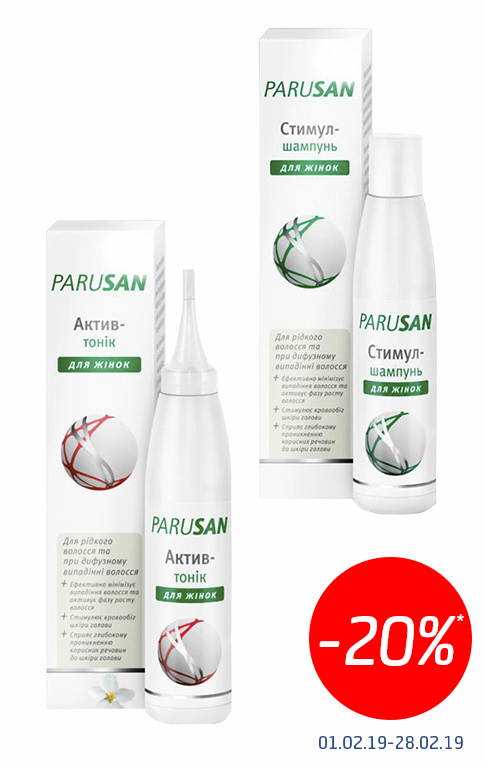 PARUSAN
Стимул-
шампунь
для жінок
Для рідкого
волосся та
при дифузному
випадінні волосся
+ Ефективно мінімізує
випадіння волосся та
активує фазу росту
волосся
+ Стимулює кровообіг
шкіри голови
+ Сприяє глибокому
проникненню
корисних речовин
до шкіри голови
PARUSAN
Стимул-
шампунь
для жінок
PARUSAN
Актив-
тонік
для жінок
Для рідкого
волосся та
при дифузному
випадінні волосся
+ Ефективно мінімізує
випадіння волосся та
активує фазу росту
волосся
+ Стимулює кровообіг
шкіри голови
+ Сприяє глибокому
проникненню
корисних речовин
до шкіри голови
PARUSAN
Актив-
тонік
для жінок
-20%*
01.02.19-28.02.19